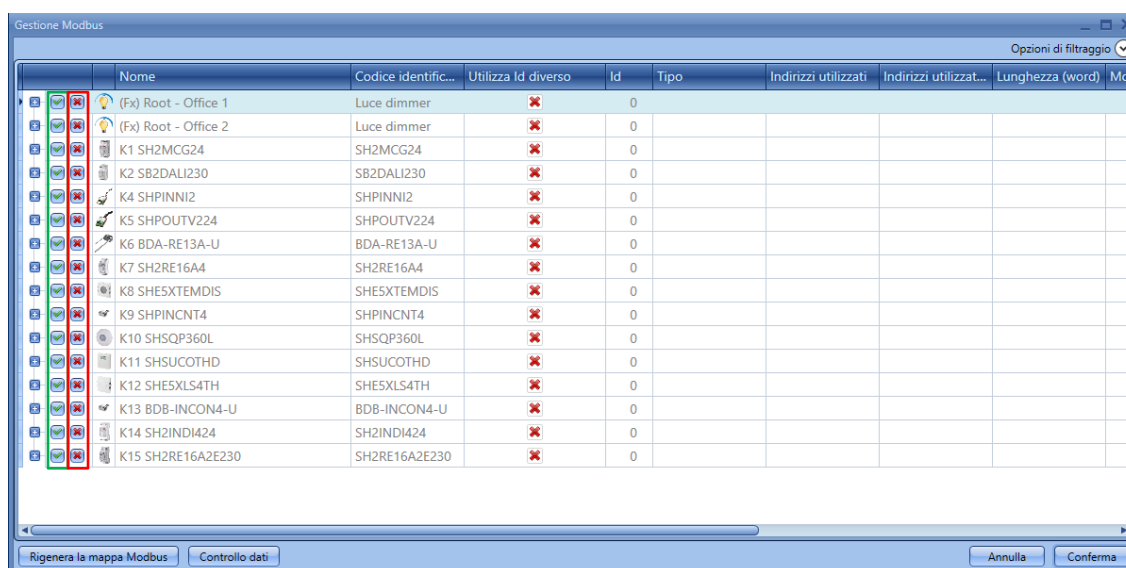 Gestione Modbus
Opzioni di filtraggio
Nome Codice identific... Utilizza Id diverso Id Tipo Indirizzi utilizzati Indirizzi utilizzat... Lunghezza (word) Mo
(Fx) Root - Office 1 Luce dimmer 0
(Fx) Root - Office 2 Luce dimmer 0
K1 SH2MCG24 SH2MCG24 0
K2 SB2DALI230 SB2DALI230 0
K4 SHPINNI2 SHPINNI2 0
K5 SHPOUTV224 SHPOUTV224 0
K6 BDA-RE13A-U BDA-RE13A-U 0
K7 SH2RE16A4 SH2RE16A4 0
K8 SHE5XTEMDIS SHE5XTEMDIS 0
K9 SHPINCNT4 SHPINCNT4 0
K10 SHSQP360L SHSQP360L 0
K11 SHSUCOTHD SHSUCOTHD 0
K12 SHE5XLS4TH SHE5XLS4TH 0
K13 BDB-INCON4-U BDB-INCON4-U 0
K14 SH2INDI424 SH2INDI424 0
K15 SH2RE16A2E230 SH2RE16A2E230 0
Rigenera la mappa Modbus Controllo dati Annulla Conferma